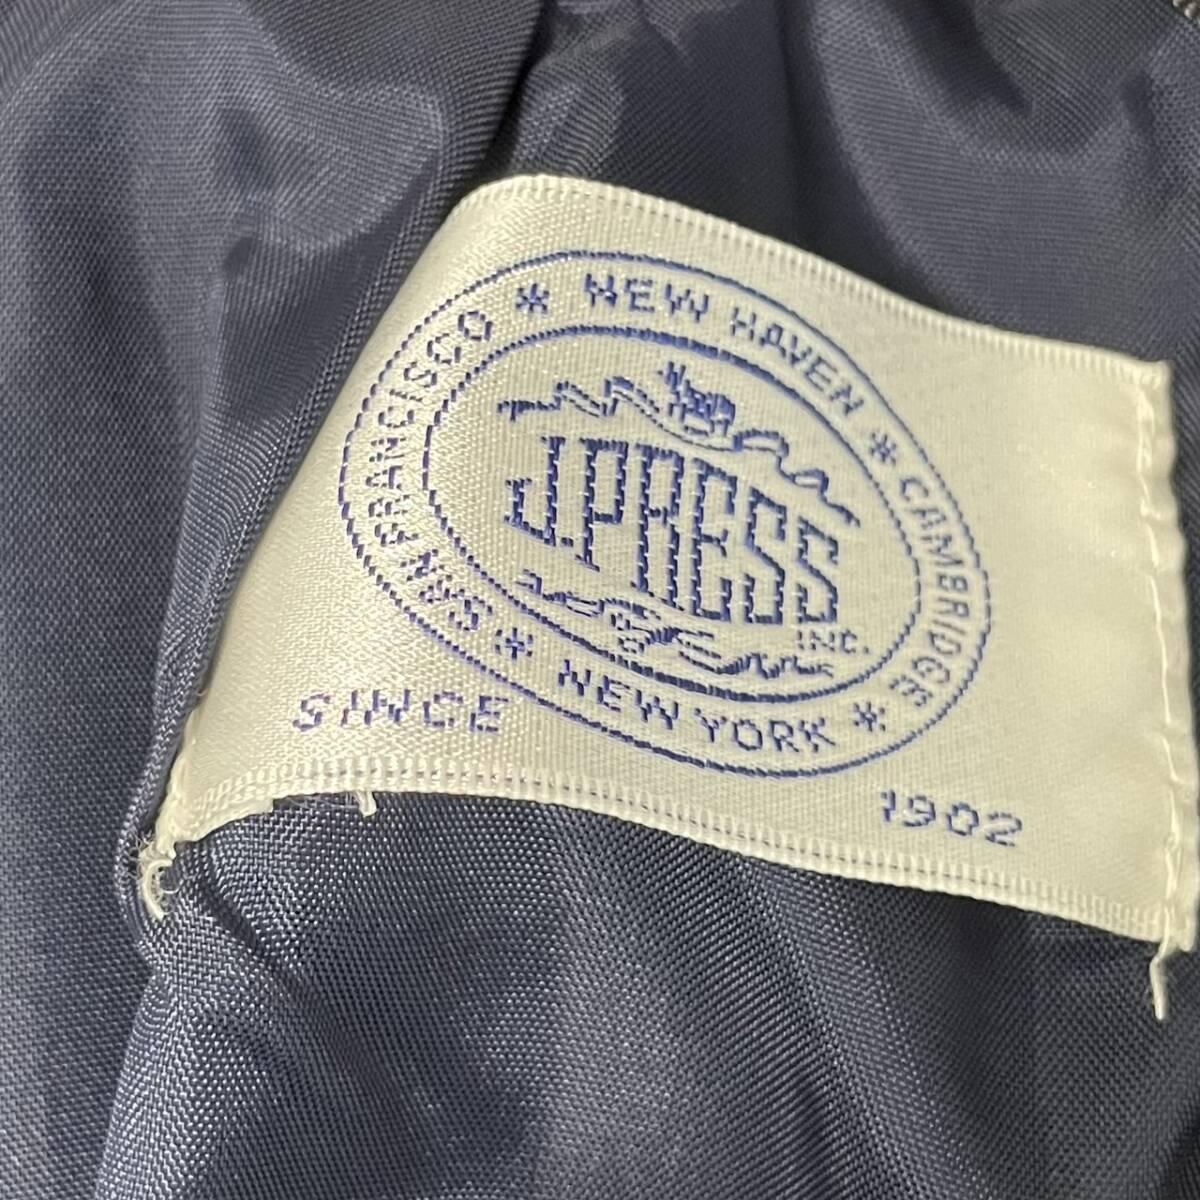 SAN FRANCISCO * NEW HAVEN * CAMBRIDGE * NEW YORK *
J.PRESS
INC.
SINCE 1902